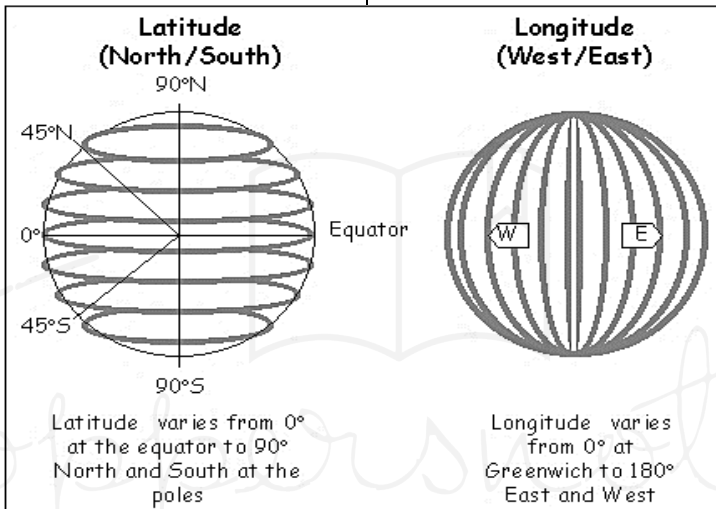 Latitude
(North/South)
90°N
45°N
0°
Equator
45°S
90°S
Latitude varies from 0°
at the equator to 90°
North and South at the
poles
Longitude
(West/East)
W
E
Longitude varies
from 0° at
Greenwich to 180°
East and West